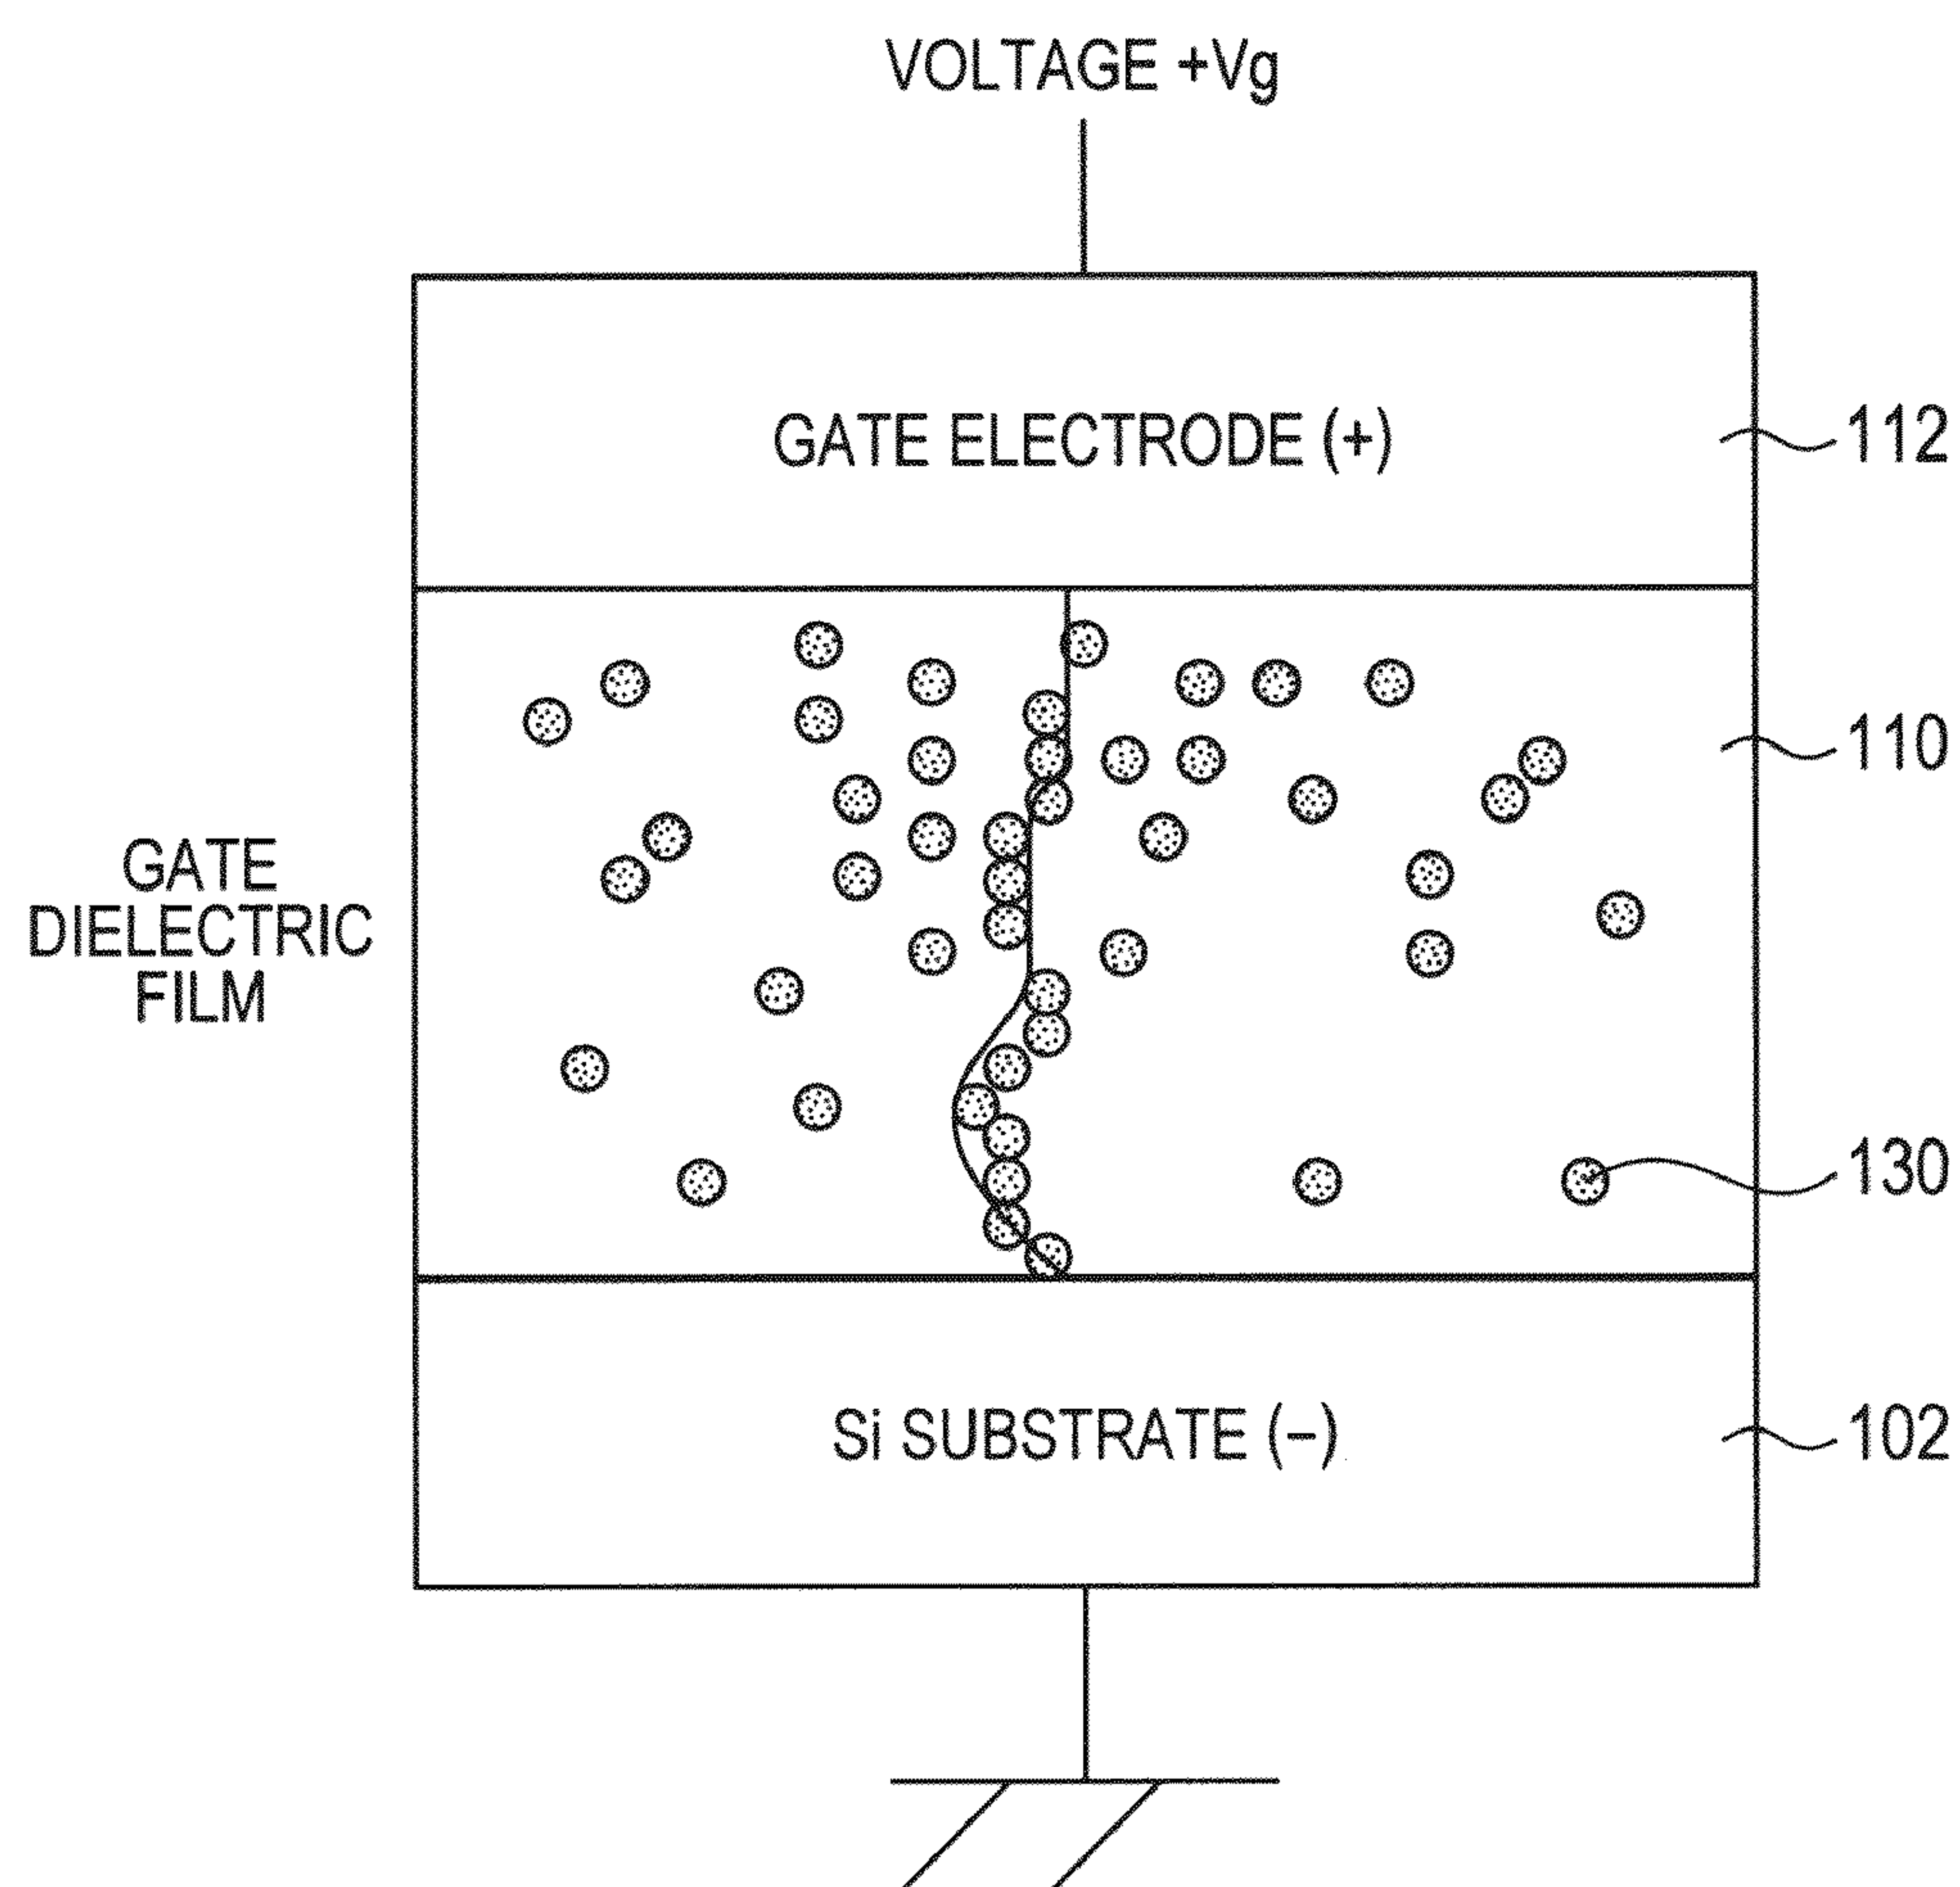 VOLTAGE +Vg
GATE ELECTRODE (+)
112
110
GATE
DIELECTRIC
FILM
130
Si SUBSTRATE (–)
102